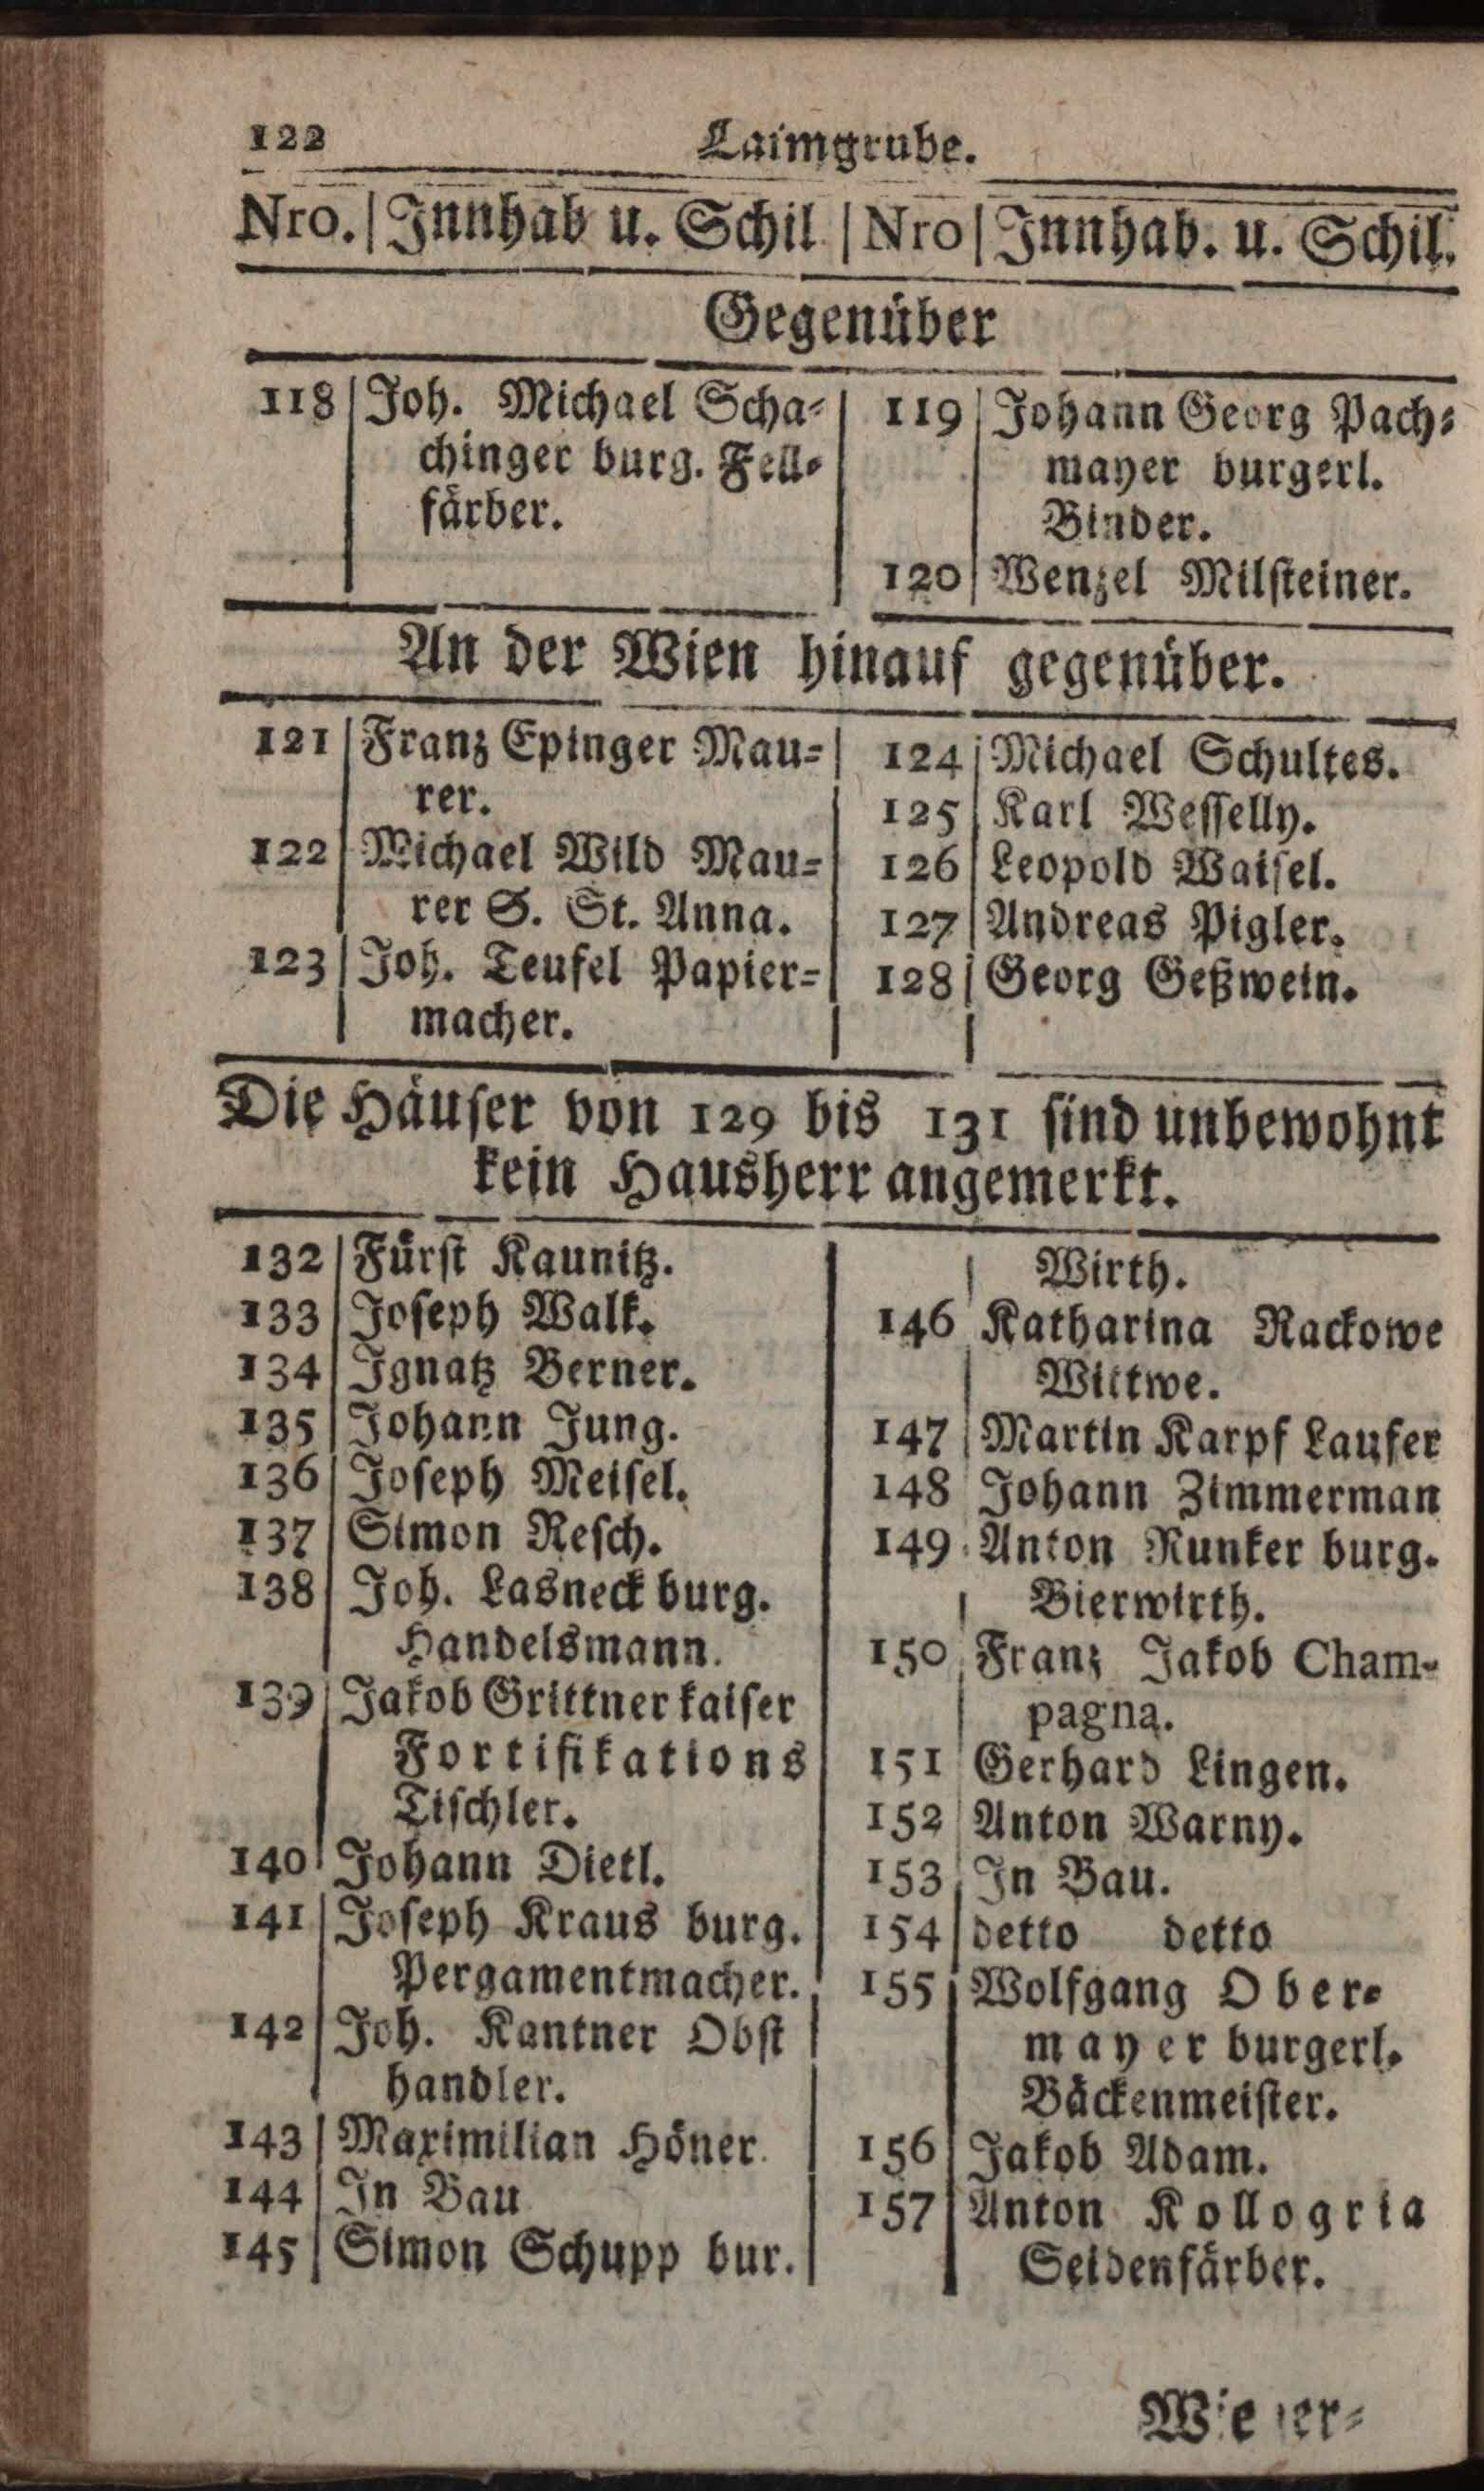 122 Laimgrube.
Nro. | Innhab u. Schil | Nro | Innhab. u. Schil.
Gegenüber
118 Joh. Michael Scha-
chinger burg. Fell-
färber.
119 Johann Georg Pach-
mayer burgerl.
Binder.
120 Wenzel Milsteiner.
An der Wien hinauf gegenüber.
121 Franz Epinger Mau-
rer.
122 Michael Wild Mau-
rer S. St. Anna.
123 Joh. Teufel Papier-
macher.
124 Michael Schultes.
125 Karl Wesselly.
126 Leopold Waisel.
127 Andreas Pigler.
128 Georg Geßwein.
Die Häuser von 129 bis 131 sind unbewohnt
kein Hausherr angemerkt.
132 Fürst Kaunitz.
133 Joseph Walk.
134 Ignatz Berner.
135 Johann Jung.
136 Joseph Meisel.
137 Simon Resch.
138 Joh. Lasneck burg.
Handelsmann.
139 Jakob Grittner kaiser
Fortifikations
Tischler.
140 Johann Dietl.
141 Joseph Kraus burg.
Pergamentmacher.
142 Joh. Kantner Obst
handler.
143 Maximilian Höner.
144 In Bau
145 Simon Schupp bur.
Wirth.
146 Katharina Rackowe
Wittwe.
147 Martin Karpf Laufer
148 Johann Zimmerman
149 Anton Runker burg.
Bierwirth.
150 Franz Jakob Cham-
pagna.
151 Gerhard Lingen.
152 Anton Warny.
153 In Bau.
154 detto detto
155 Wolfgang Ober-
mayer burgerl.
Bäckenmeister.
156 Jakob Adam.
157 Anton Kollogria
Seidenfärber.